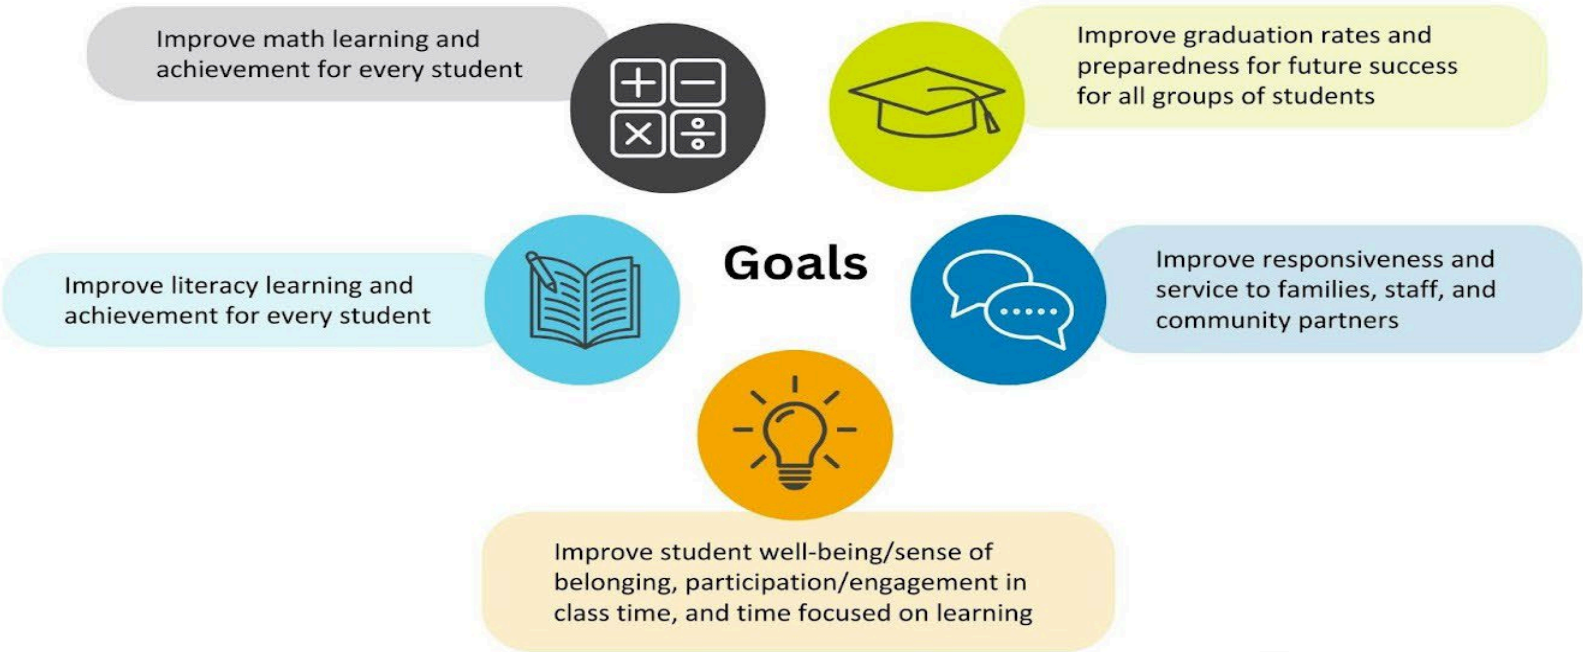 Improve math learning and
achievement for every student
Improve graduation rates and
preparedness for future success
for all groups of students
Goals
Improve literacy learning and
achievement for every student
Improve responsiveness and
service to families, staff, and
community partners
Improve student well-being/sense of
belonging, participation/engagement in
class time, and time focused on learning